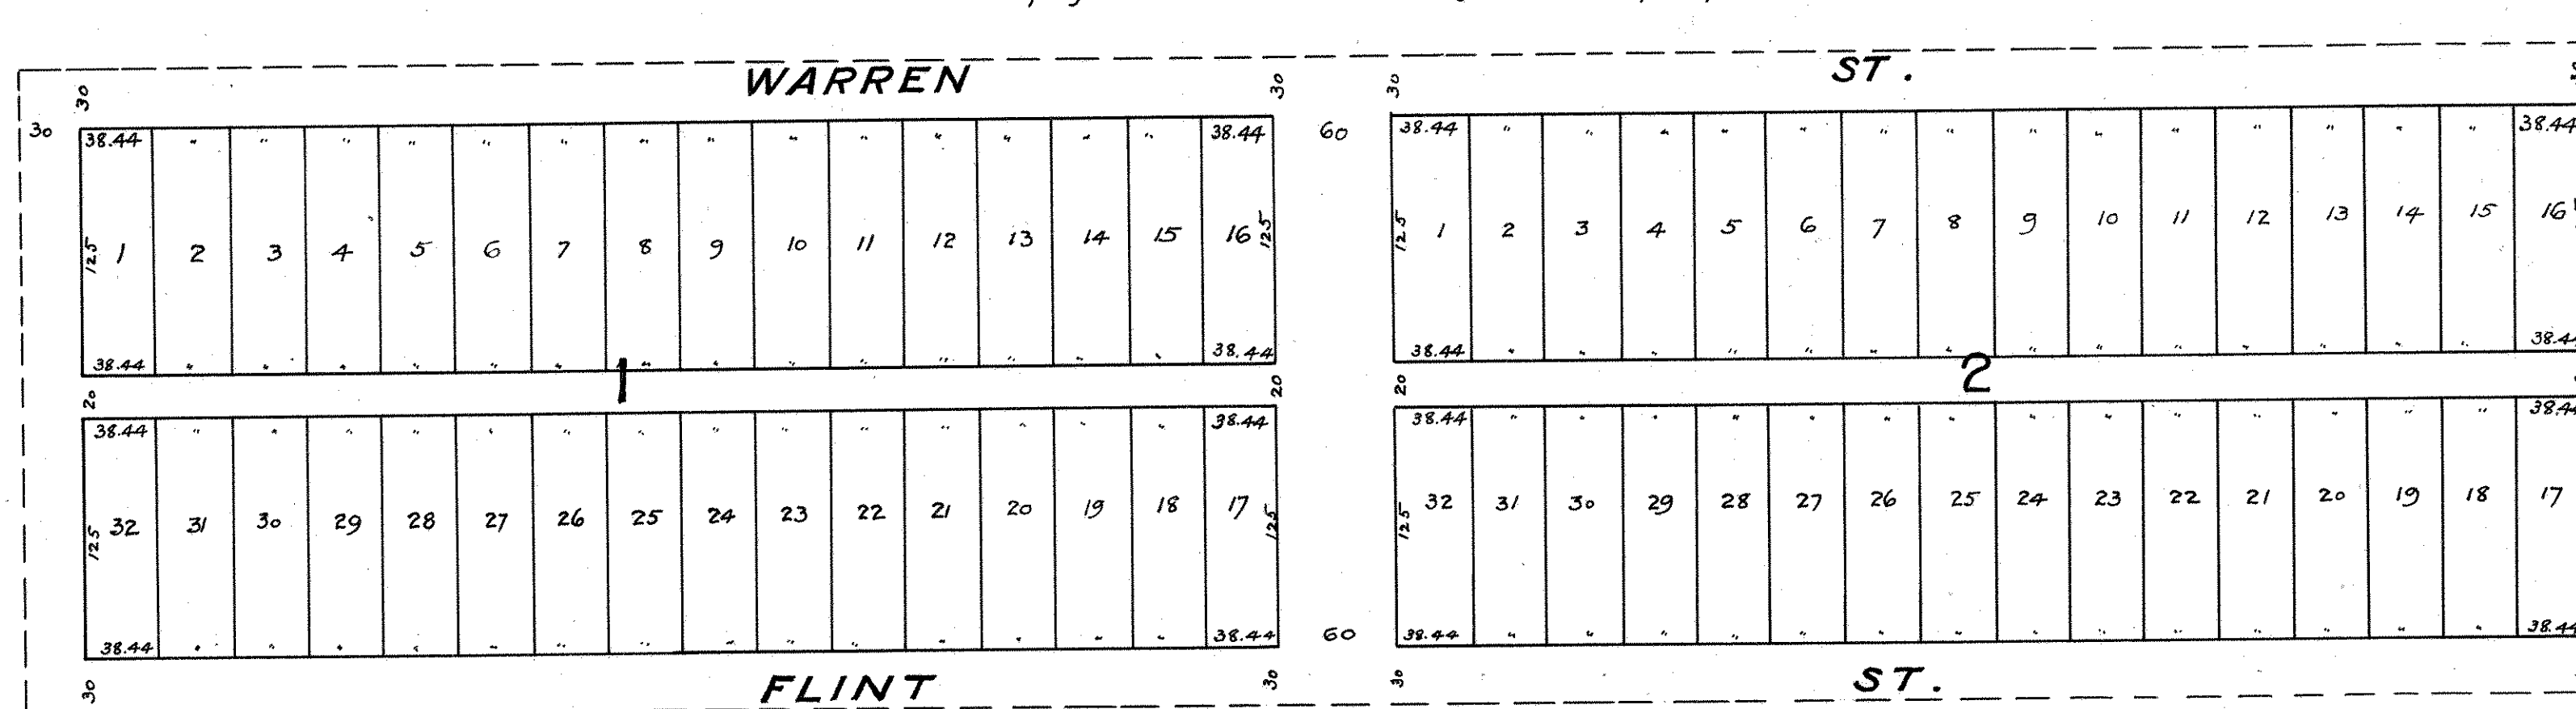 WARREN ST.
30 30 30
30 38.44 " " " " " " " " " " " " " " 38.44 60 38.44 " " " " " " " " " " " " " " 38.44
125 1 2 3 4 5 6 7 8 9 10 11 12 13 14 15 16 125 125 1 2 3 4 5 6 7 8 9 10 11 12 13 14 15 16
38.44 " " " " " " " " " " " " " " 38.44 38.44 " " " " " " " " " " " " " " 38.44
20 1 20 20 2
38.44 " " " " " " " " " " " " " " 38.44 38.44 " " " " " " " " " " " " " " 38.44
125 32 31 30 29 28 27 26 25 24 23 22 21 20 19 18 17 125 125 32 31 30 29 28 27 26 25 24 23 22 21 20 19 18 17
38.44 " " " " " " " " " " " " " " 38.44 60 38.44 " " " " " " " " " " " " " " 38.44
30 30 30
FLINT ST.